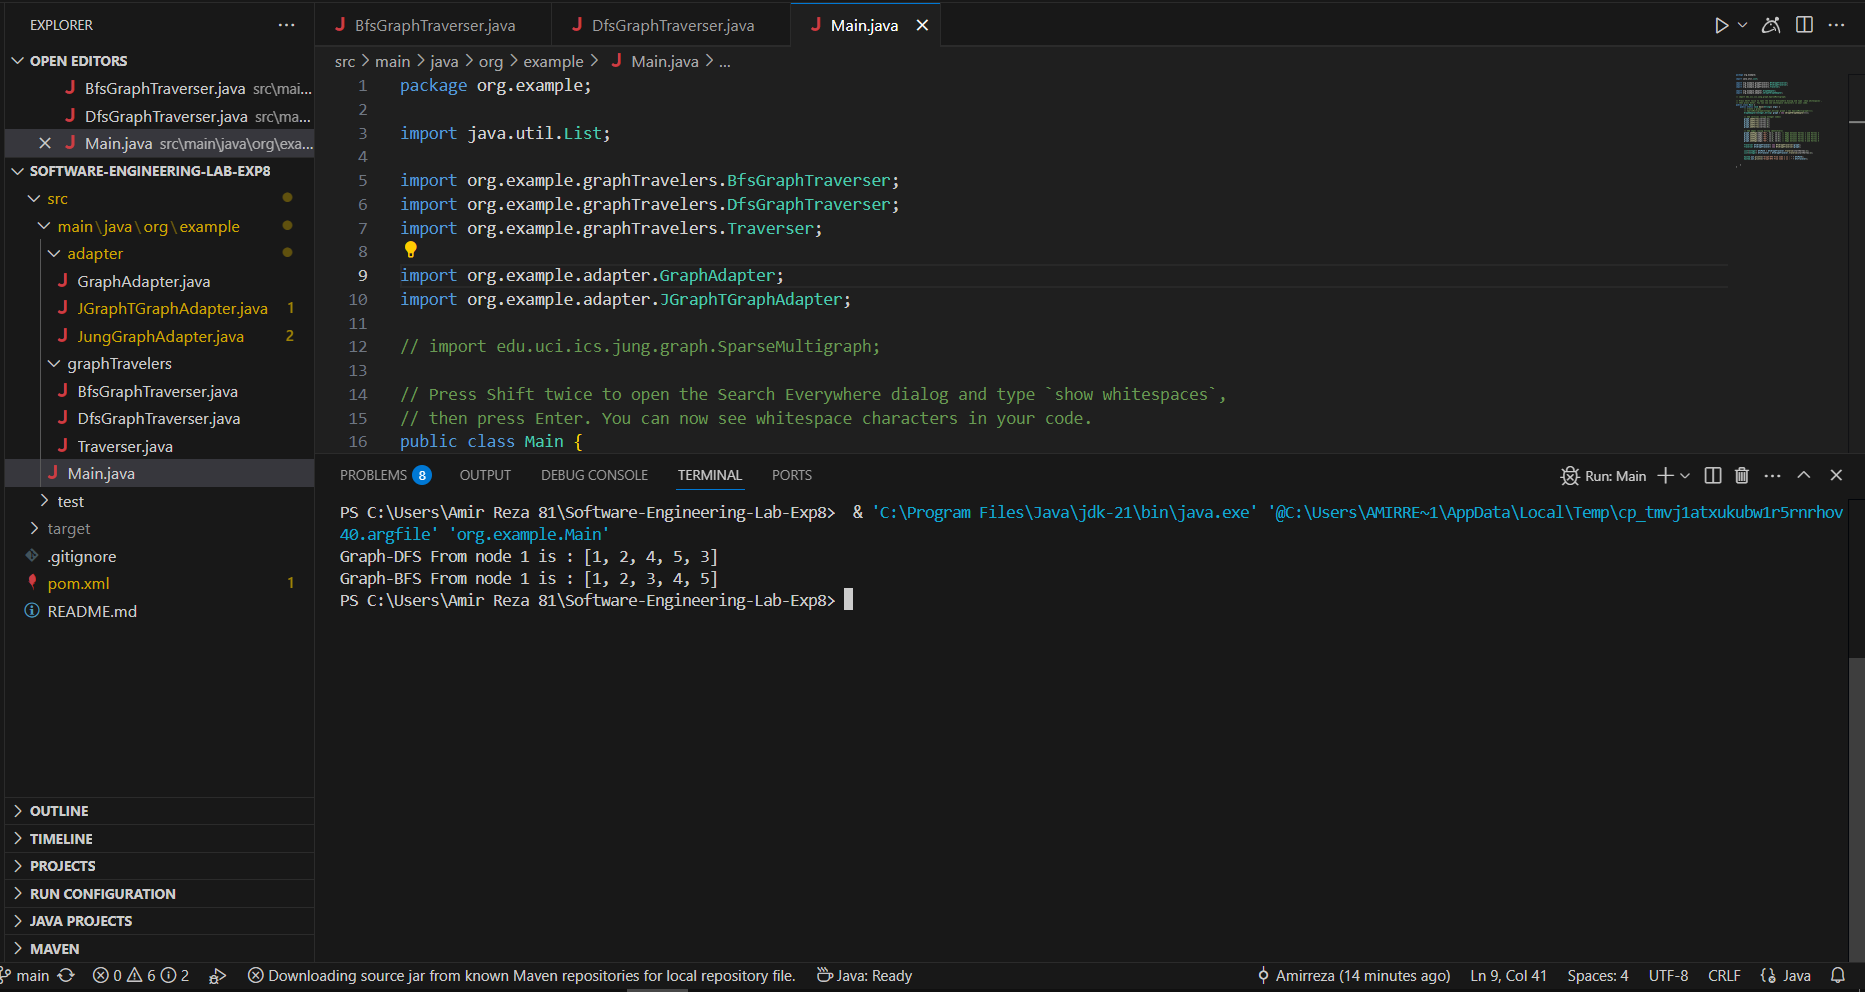 EXPLORER
OPEN EDITORS
BfsGraphTraverser.java src\mai...
DfsGraphTraverser.java src\ma...
Main.java src\main\java\org\exa...
SOFTWARE-ENGINEERING-LAB-EXP8
src
main\java\org\example
adapter
GraphAdapter.java
JGraphTGraphAdapter.java 1
JungGraphAdapter.java 2
graphTravelers
BfsGraphTraverser.java
DfsGraphTraverser.java
Traverser.java
Main.java
test
target
.gitignore
pom.xml 1
README.md
OUTLINE
TIMELINE
PROJECTS
RUN CONFIGURATION
JAVA PROJECTS
MAVEN
BfsGraphTraverser.java DfsGraphTraverser.java Main.java
src > main > java > org > example > Main.java > ...
1 package org.example;
2
3 import java.util.List;
4
5 import org.example.graphTravelers.BfsGraphTraverser;
6 import org.example.graphTravelers.DfsGraphTraverser;
7 import org.example.graphTravelers.Traverser;
8
9 import org.example.adapter.GraphAdapter;
10 import org.example.adapter.JGraphTGraphAdapter;
11
12 // import edu.uci.ics.jung.graph.SparseMultigraph;
13
14 // Press Shift twice to open the Search Everywhere dialog and type `show whitespaces`,
15 // then press Enter. You can now see whitespace characters in your code.
16 public class Main {
PROBLEMS 8 OUTPUT DEBUG CONSOLE TERMINAL PORTS Run: Main
PS C:\Users\Amir Reza 81\Software-Engineering-Lab-Exp8> & 'C:\Program Files\Java\jdk-21\bin\java.exe' '@C:\Users\AMIRRE~1\AppData\Local\Temp\cp_tmvj1atxukubw1r5rnrhov
40.argfile' 'org.example.Main'
Graph-DFS From node 1 is : [1, 2, 4, 5, 3]
Graph-BFS From node 1 is : [1, 2, 3, 4, 5]
PS C:\Users\Amir Reza 81\Software-Engineering-Lab-Exp8>
main 0 6 2 Downloading source jar from known Maven repositories for local repository file. Java: Ready Amirreza (14 minutes ago) Ln 9, Col 41 Spaces: 4 UTF-8 CRLF Java